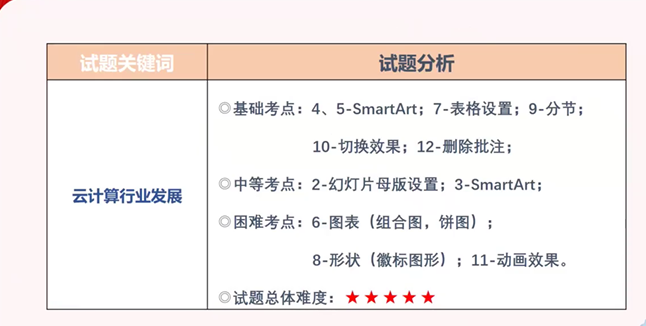 试题关键词
试题分析
云计算行业发展
◎基础考点：4、5-SmartArt；7-表格设置；9-分节；
10-切换效果；12-删除批注；
◎中等考点：2-幻灯片母版设置；3-SmartArt；
◎困难考点：6-图表（组合图，饼图）；
8-形状（徽标图形）；11-动画效果。
◎试题总体难度：★★★★★